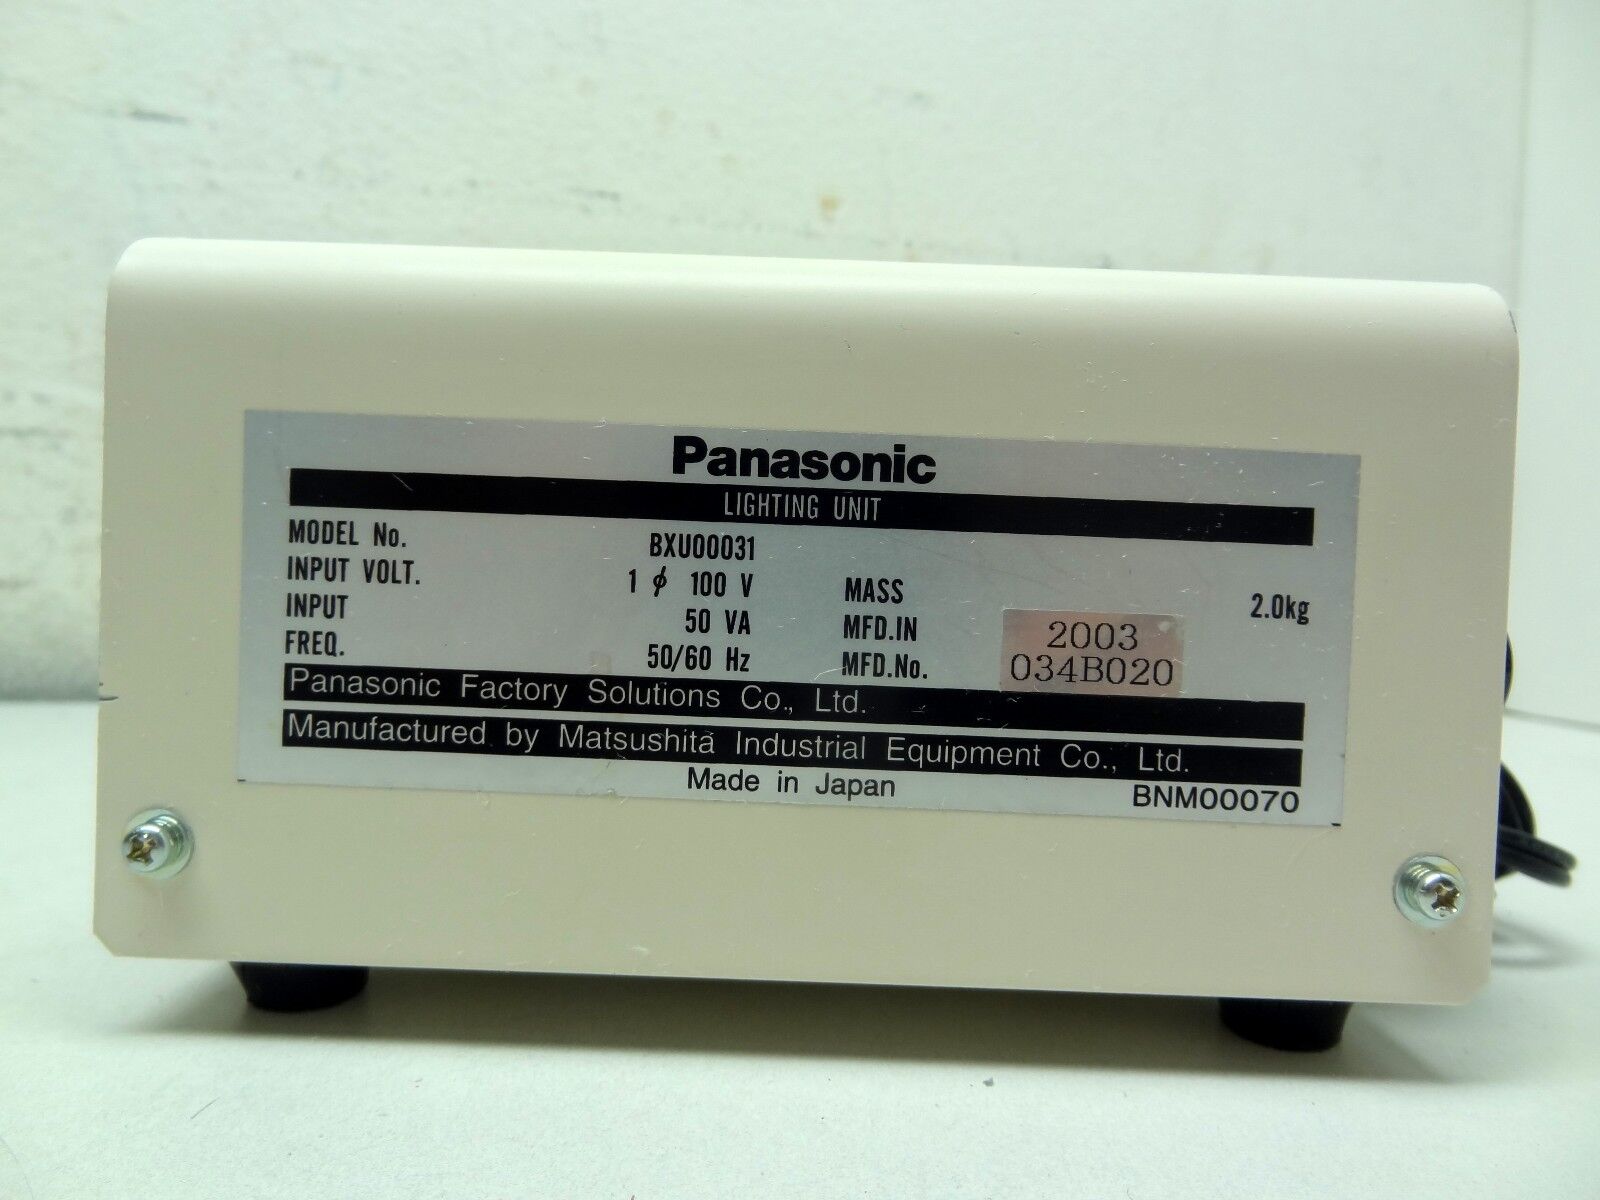 Panasonic
LIGHTING UNIT
MODEL No. BXU00031
INPUT VOLT. 1 ϕ 100 V MASS 2.0kg
INPUT 50 VA MFD.IN 2003
FREQ. 50/60 Hz MFD.No. 034B020
Panasonic Factory Solutions Co., Ltd.
Manufactured by Matsushita Industrial Equipment Co., Ltd.
Made in Japan BNM00070